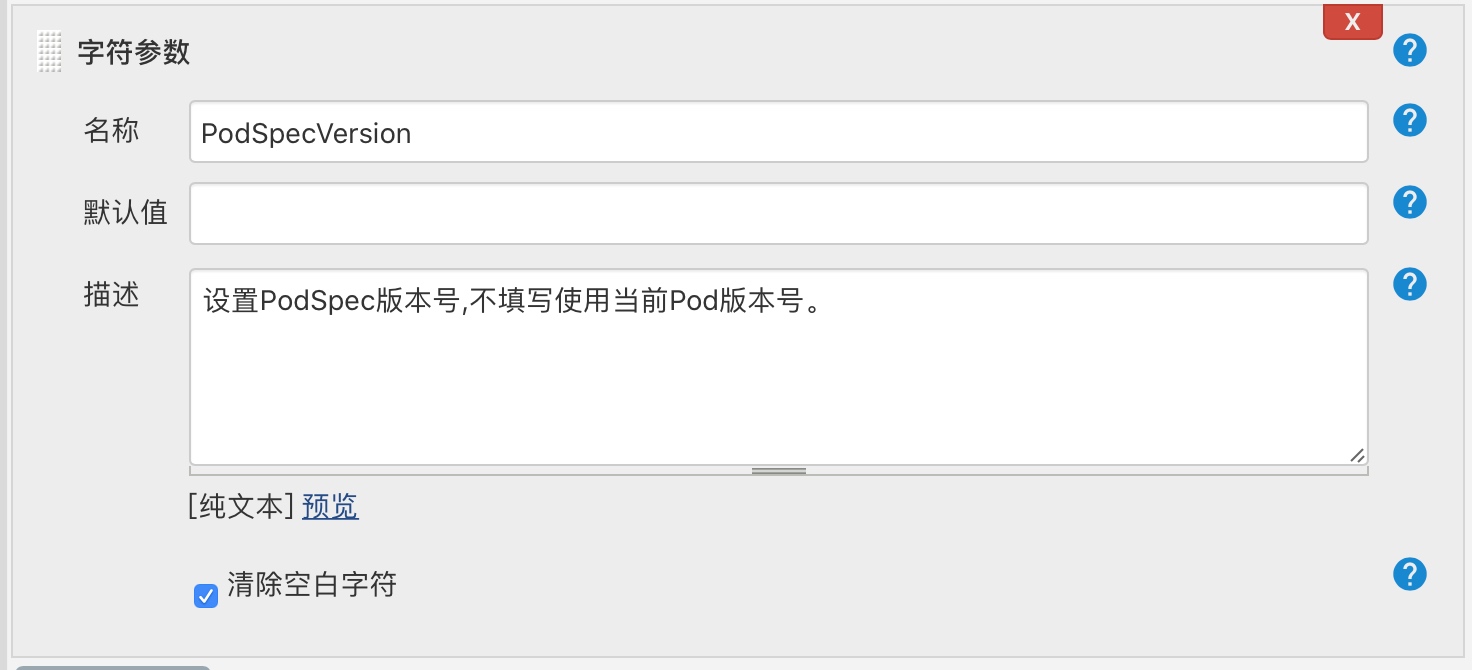 X
字符参数
?
名称
PodSpecVersion
?
默认值
?
描述
设置PodSpec版本号,不填写使用当前Pod版本号。
?
[纯文本] 预览
清除空白字符
?